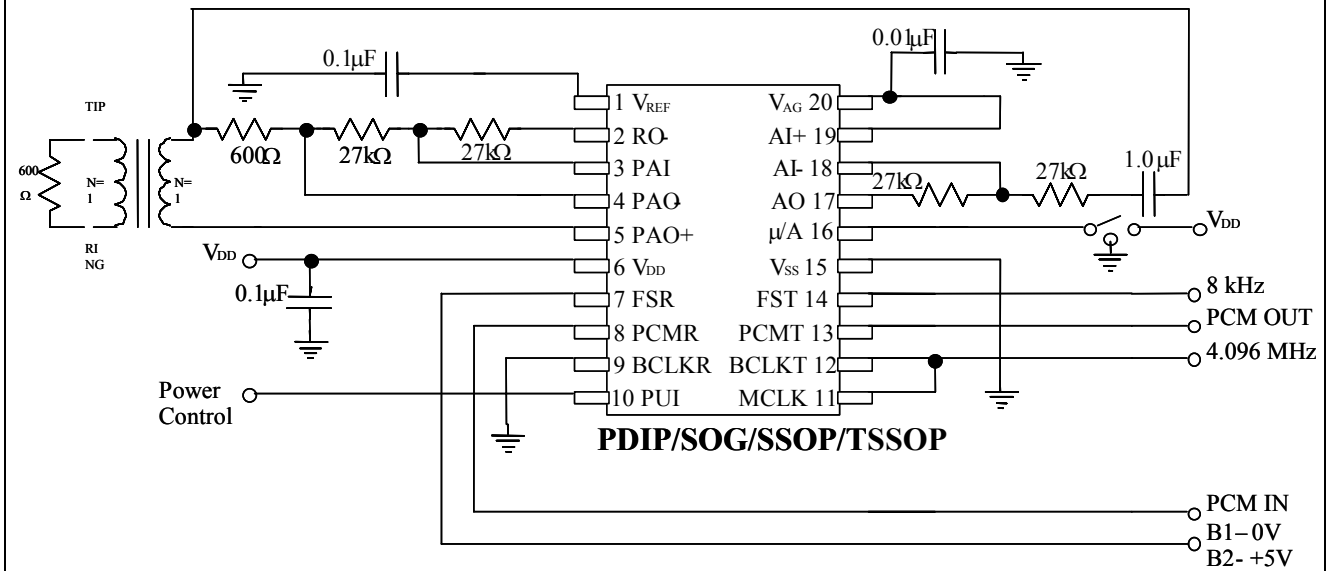 0.01μF
0.1μF
TIP
1 VREF
VAG 20
2 RO-
AI+ 19
600Ω
27kΩ
27kΩ
3 PAI
AI- 18
27kΩ
27kΩ
1.0μF
600
Ω
N=
1
N=
1
4 PAO-
AO 17
5 PAO+
μ/A 16
VDD
RI
NG
VDD
6 VDD
VSS 15
0.1μF
7 FSR
FST 14
8 kHz
8 PCMR
PCMT 13
PCM OUT
9 BCLKR
BCLKT 12
4.096 MHz
Power
Control
10 PUI
MCLK 11
PDIP/SOG/SSOP/TSSOP
PCM IN
B1–0V
B2- +5V